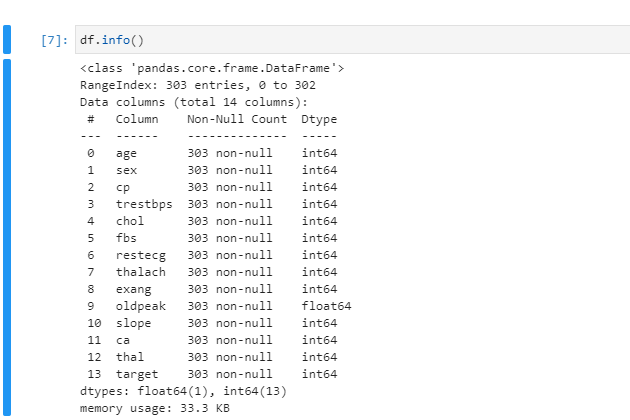 [7]: df.info()
<class 'pandas.core.frame.DataFrame'>
RangeIndex: 303 entries, 0 to 302
Data columns (total 14 columns):
 #   Column    Non-Null Count  Dtype
---  ------    --------------  -----
 0   age       303 non-null    int64
 1   sex       303 non-null    int64
 2   cp        303 non-null    int64
 3   trestbps  303 non-null    int64
 4   chol      303 non-null    int64
 5   fbs       303 non-null    int64
 6   restecg   303 non-null    int64
 7   thalach   303 non-null    int64
 8   exang     303 non-null    int64
 9   oldpeak   303 non-null    float64
 10  slope     303 non-null    int64
 11  ca        303 non-null    int64
 12  thal      303 non-null    int64
 13  target    303 non-null    int64
dtypes: float64(1), int64(13)
memory usage: 33.3 KB